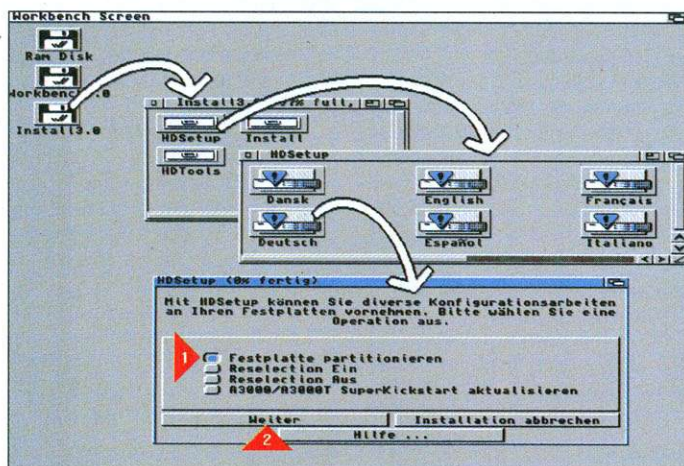 Workbench Screen
Ram Disk
Workbench3.0
Install3.0
Install3.0 77% full,
HDSetup Install
HDTools
HDSetup
Dansk English Français
Deutsch Español Italiano
HDSetup (0% fertig)
Mit HDSetup können Sie diverse Konfigurationsarbeiten
an Ihren Festplatten vornehmen. Bitte wählen Sie eine
Operation aus.
1
Festplatte partitionieren
Reselection Ein
Reselection Aus
A3000/A3000T SuperKickstart aktualisieren
Weiter Installation abbrechen
2
Hilfe ...